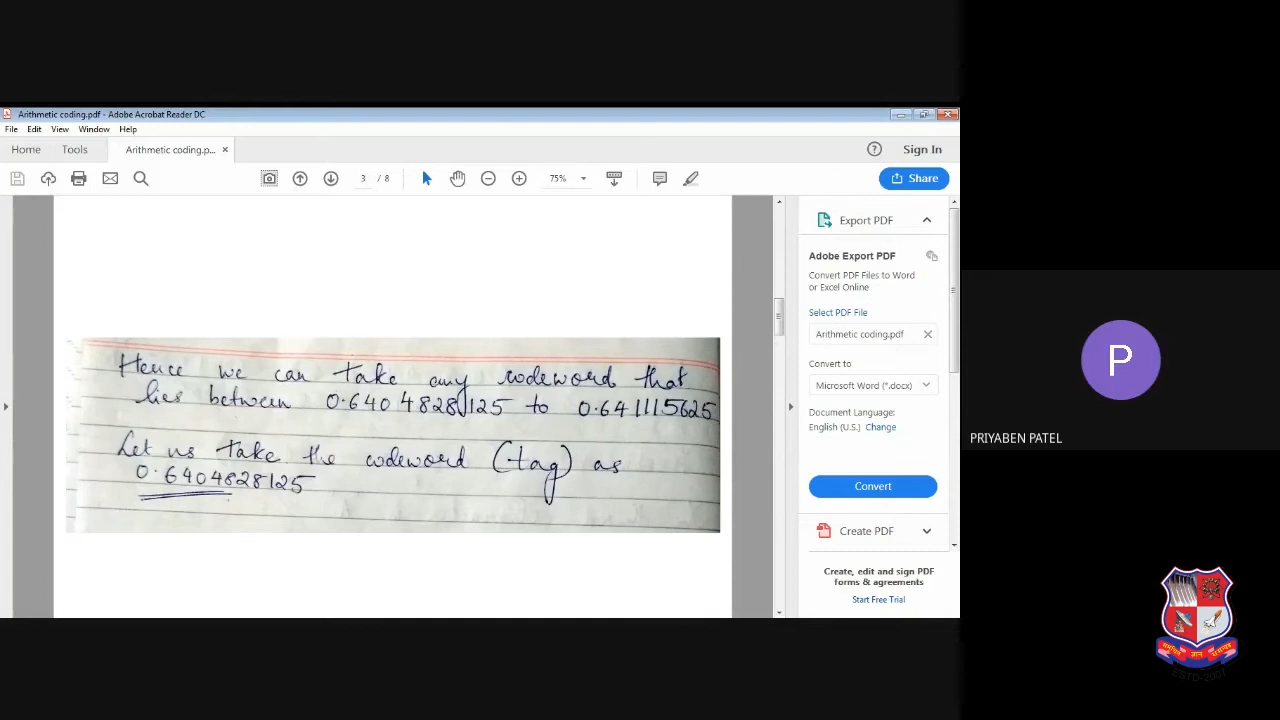 Arithmetic coding.pdf - Adobe Acrobat Reader DC
File Edit View Window Help
Home Tools Arithmetic coding.p... × Sign In
3 / 8 75% Share
Export PDF
Adobe Export PDF
Convert PDF Files to Word
or Excel Online
Select PDF File
Arithmetic coding.pdf
Convert to
Microsoft Word (*.docx)
Document Language:
English (U.S.) Change
Convert
Create PDF
Create, edit and sign PDF
forms & agreements
Start Free Trial
Hence we can take any codeword that
lies between 0.6404828125 to 0.641115625
Let us take the codeword (tag) as
0.6404828125
P
PRIYABEN PATEL
ESTD-2007